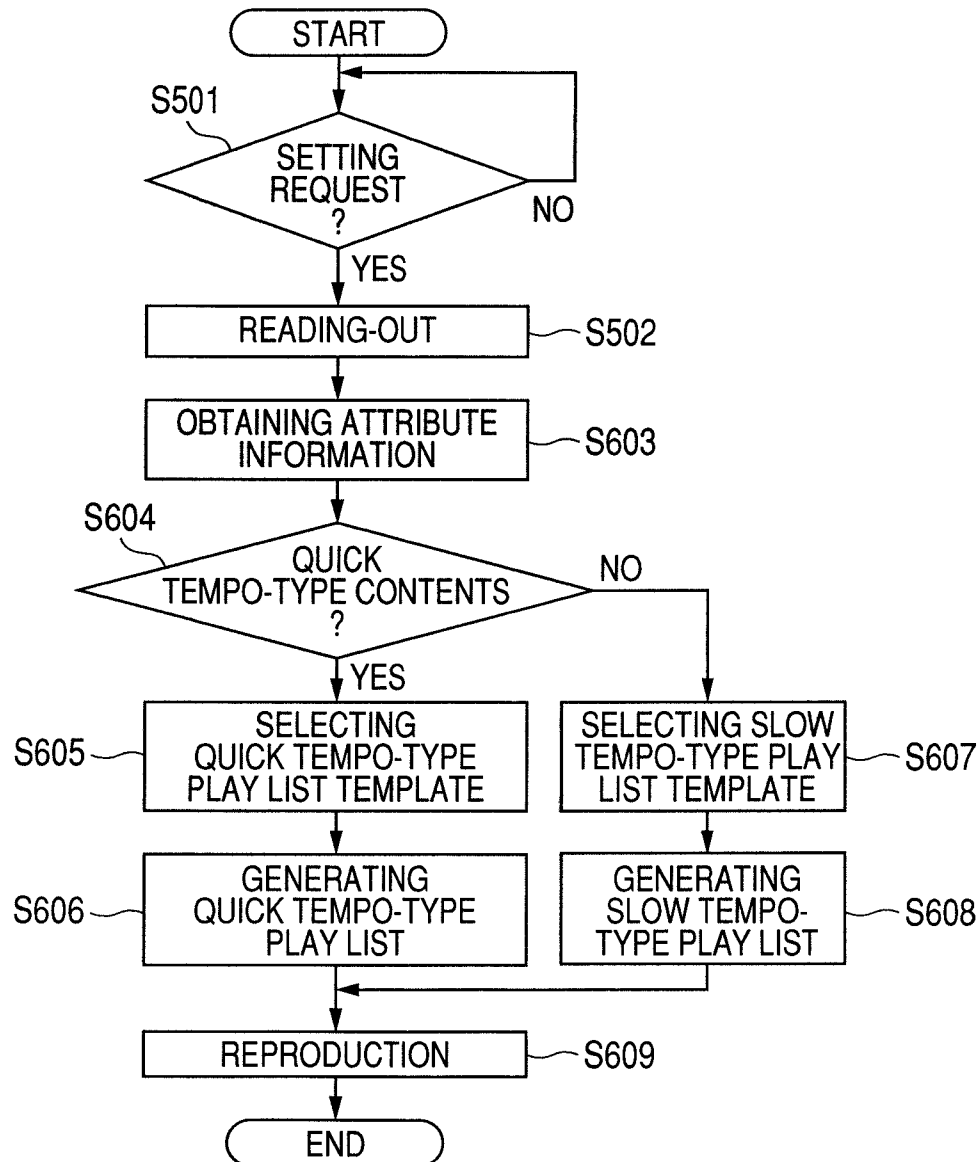 START
S501
SETTING
REQUEST
?
NO
YES
READING-OUT
S502
OBTAINING ATTRIBUTE
INFORMATION
S603
S604
QUICK
TEMPO-TYPE CONTENTS
?
NO
YES
S605
SELECTING
QUICK TEMPO-TYPE
PLAY LIST TEMPLATE
SELECTING SLOW
TEMPO-TYPE PLAY
LIST TEMPLATE
S607
S606
GENERATING
QUICK TEMPO-TYPE
PLAY LIST
GENERATING
SLOW TEMPO-
TYPE PLAY LIST
S608
REPRODUCTION
S609
END